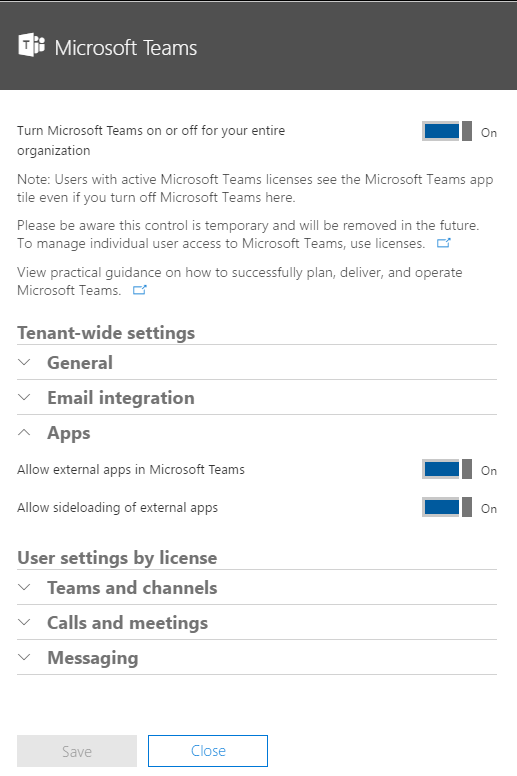 Microsoft Teams
Turn Microsoft Teams on or off for your entire
organization
On
Note: Users with active Microsoft Teams licenses see the Microsoft Teams app
tile even if you turn off Microsoft Teams here.
Please be aware this control is temporary and will be removed in the future.
To manage individual user access to Microsoft Teams, use licenses.
View practical guidance on how to successfully plan, deliver, and operate
Microsoft Teams.
Tenant-wide settings
General
Email integration
Apps
Allow external apps in Microsoft Teams
On
Allow sideloading of external apps
On
User settings by license
Teams and channels
Calls and meetings
Messaging
Save
Close